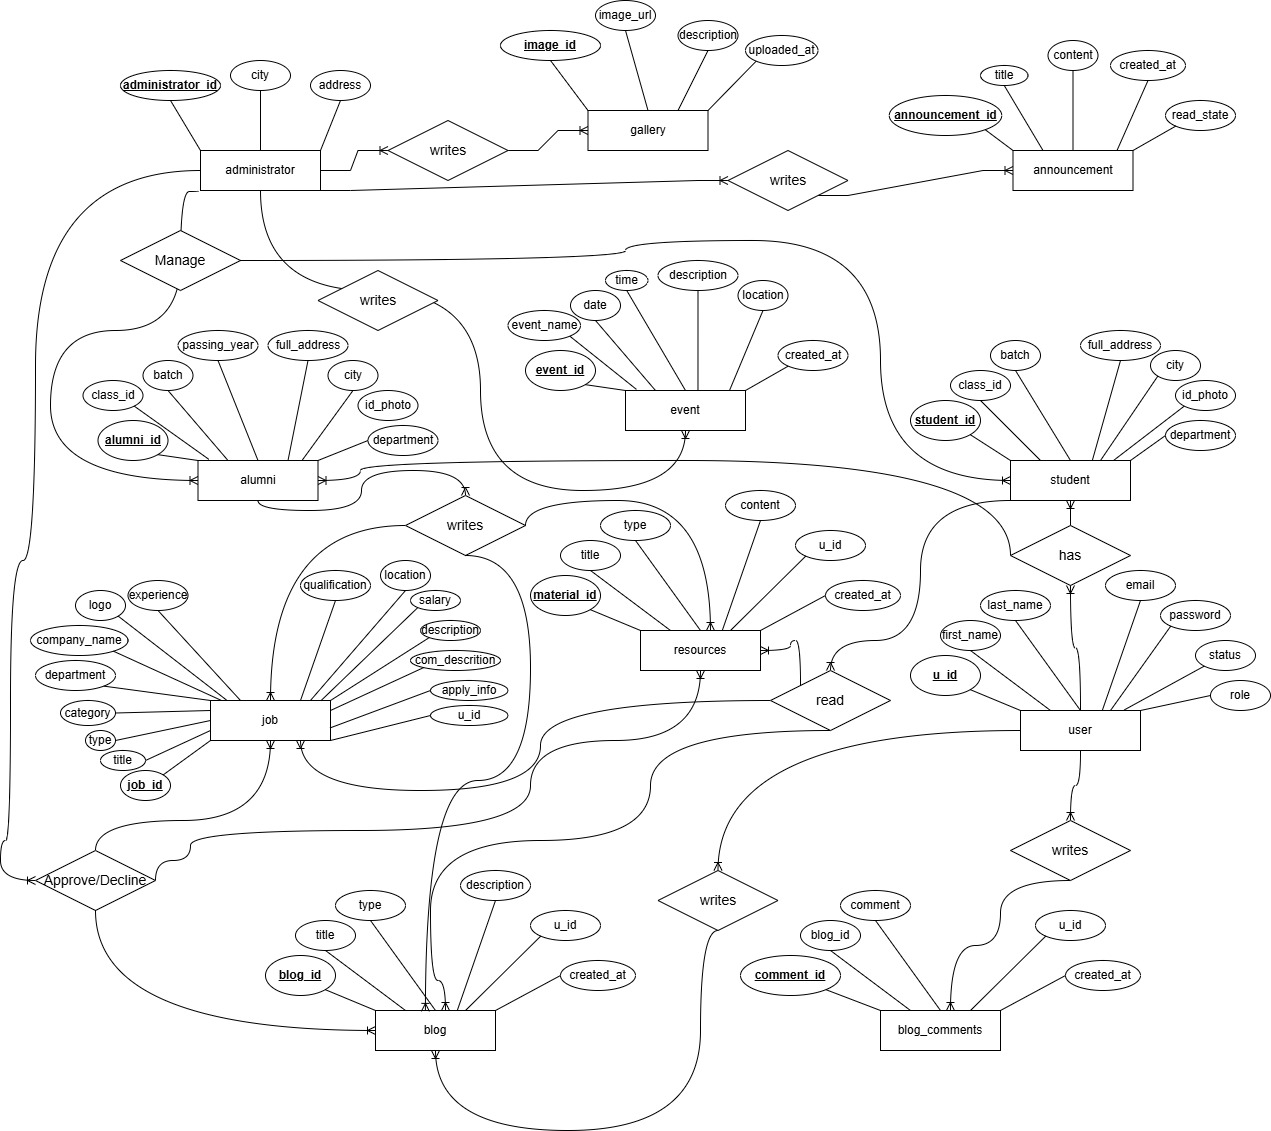 image_url
image_id
description
uploaded_at
administrator_id
city
address
title
content
created_at
announcement_id
read_state
gallery
writes
administrator
writes
announcement
Manage
writes
time
description
date
location
event_name
event_id
created_at
event
passing_year
full_address
batch
city
class_id
id_photo
alumni_id
department
alumni
full_address
batch
city
class_id
id_photo
student_id
department
student
writes
content
type
title
u_id
material_id
created_at
resources
has
email
last_name
password
first_name
status
u_id
role
user
location
qualification
experience
salary
logo
description
company_name
com_descrition
department
apply_info
category
u_id
type
title
job_id
job
read
Approve/Decline
writes
writes
description
type
title
u_id
blog_id
created_at
blog
comment
blog_id
u_id
comment_id
created_at
blog_comments